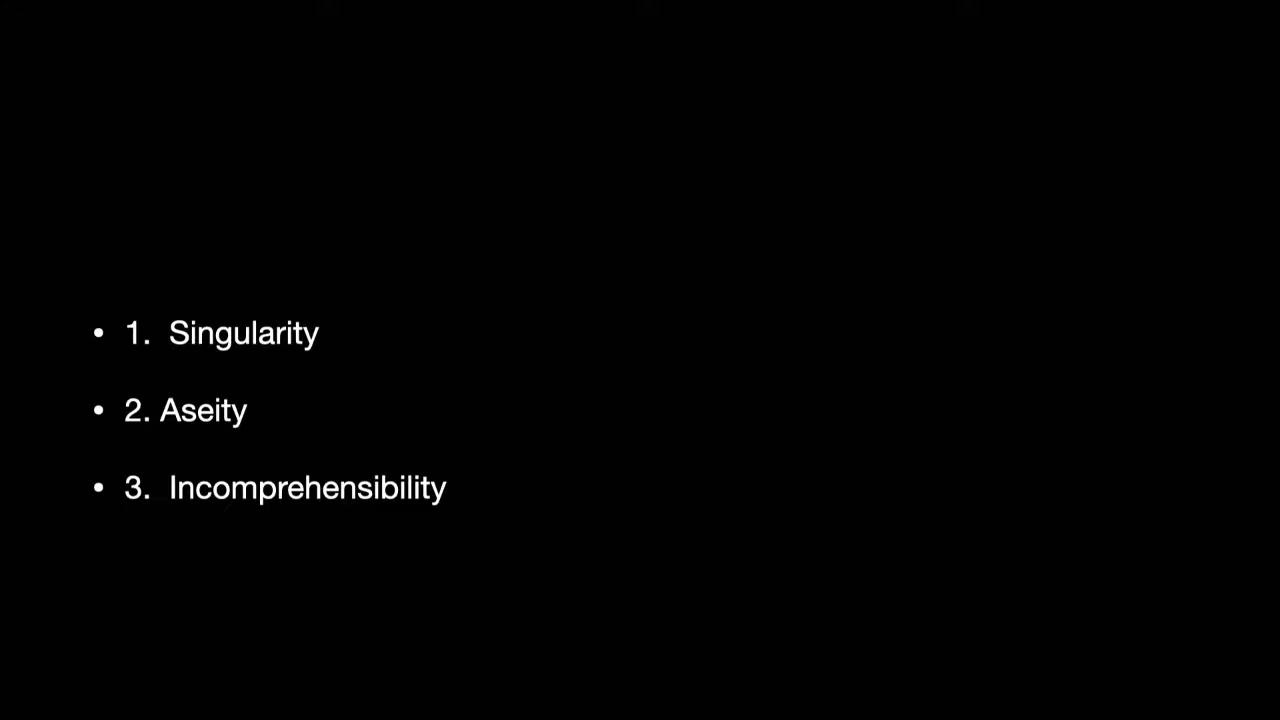 • 1.  Singularity
• 2. Aseity
• 3.  Incomprehensibility